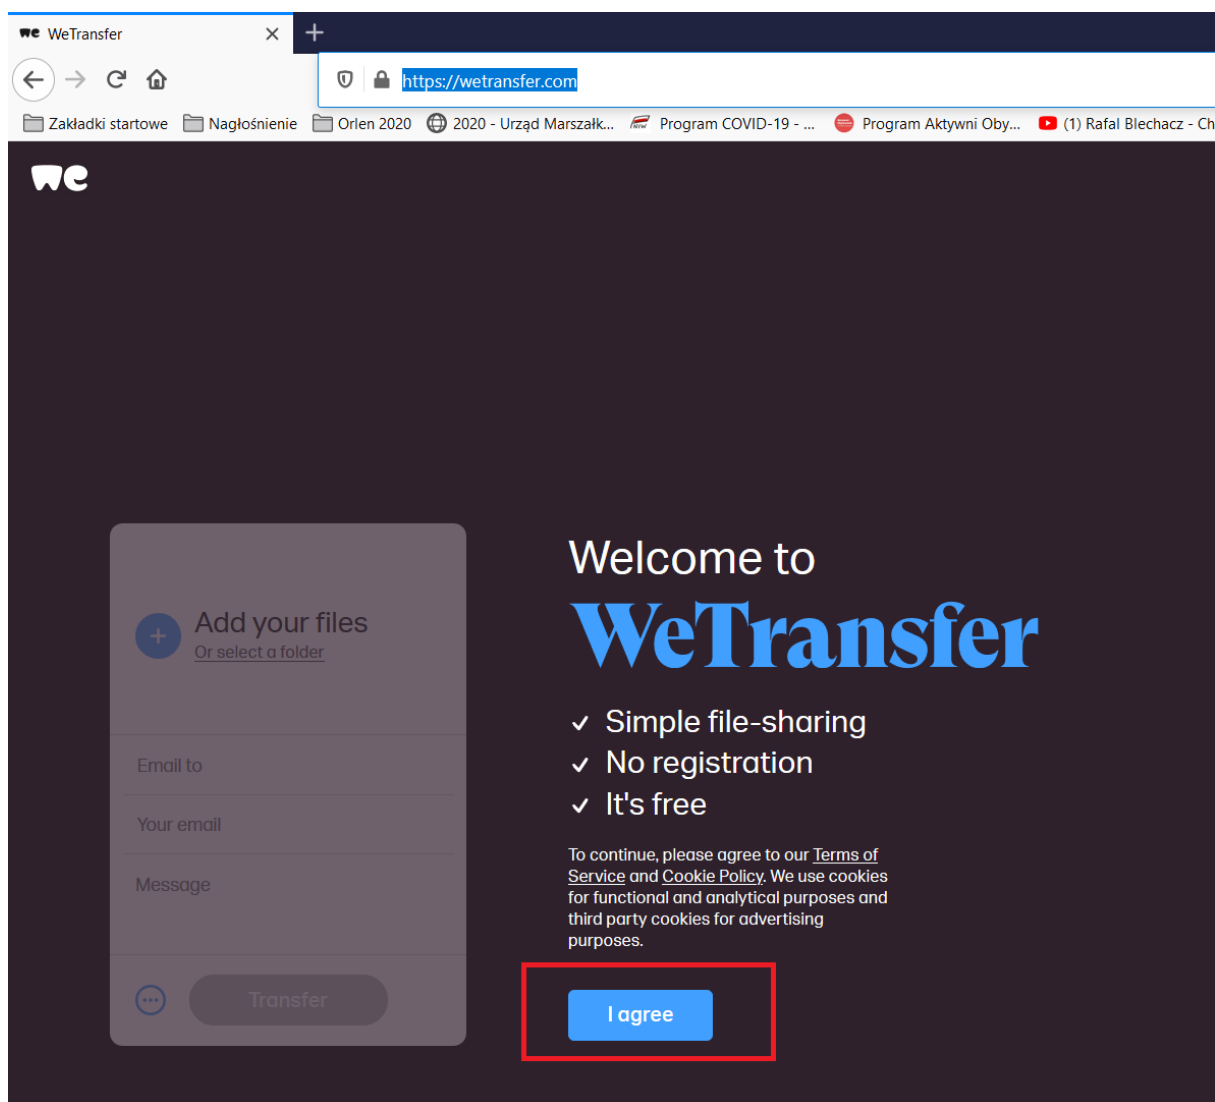 we WeTransfer
https://wetransfer.com
Zakładki startowe Nagłośnienie Orlen 2020 2020 - Urząd Marszałk... Program COVID-19 - ... Program Aktywni Oby... (1) Rafal Blechacz - Ch
we
Welcome to
WeTransfer
Add your files
Or select a folder
Simple file-sharing
No registration
It's free
Email to
Your email
Message
To continue, please agree to our Terms of
Service and Cookie Policy. We use cookies
for functional and analytical purposes and
third party cookies for advertising
purposes.
Transfer
I agree